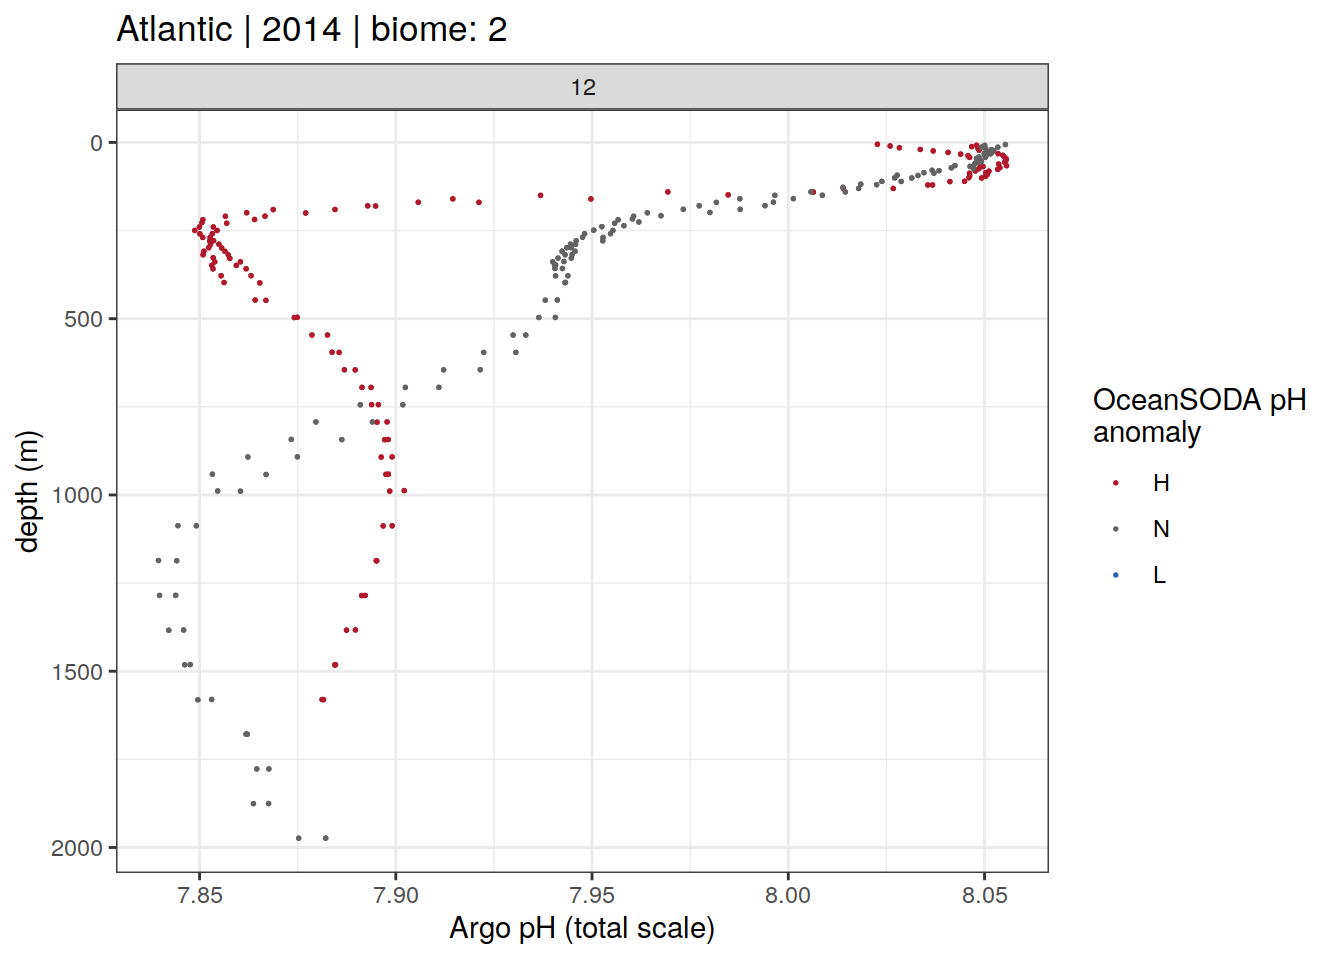 Atlantic | 2014 | biome: 2
12
0
500
1000
1500
2000
depth (m)
7.85 7.90 7.95 8.00 8.05
Argo pH (total scale)
OceanSODA pH
anomaly
H
N
L